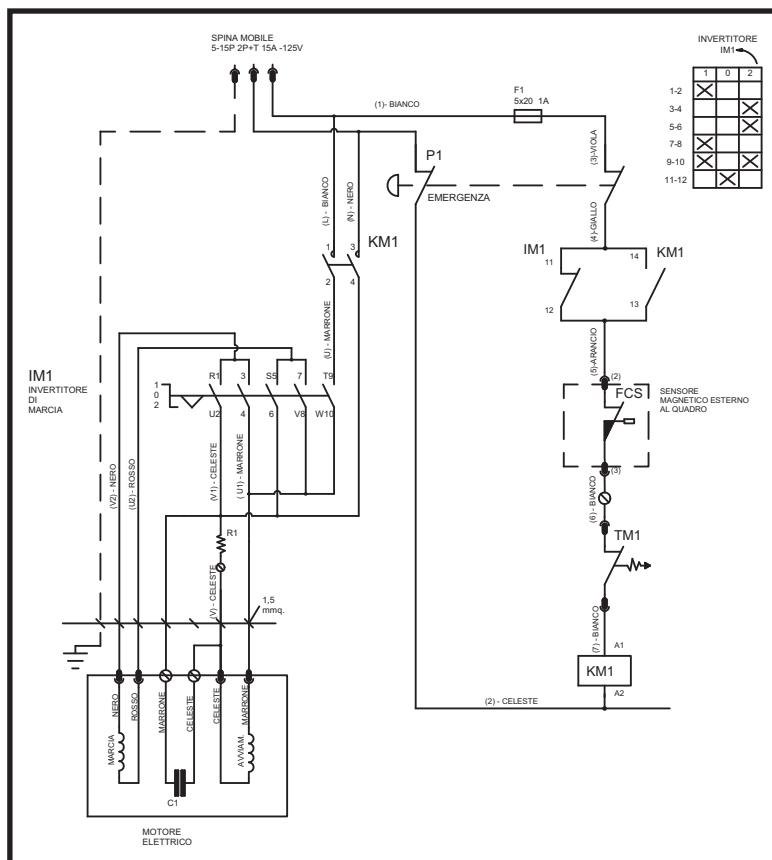 SPINA MOBILE
5-15P 2P+T 15A -125V
INVERTITORE
IM1
1 0 2
1-2
3-4
5-6
7-8
9-10
11-12
F1
5x20 1A
(1)- BIANCO
(3)-VIOLA
P1
EMERGENZA
(4)-GIALLO
(L) - BIANCO
(N) - NERO
KM1
1 3
2 4
IM1
11
12
14
13
KM1
(U) - MARRONE
(5)-ARANCIO
(2)
FCS
SENSORE
MAGNETICO ESTERNO
AL QUADRO
(3)
IM1
INVERTITORE
DI
MARCIA
1
0
2
R1 3 S5 7 T9
U2 4 6 V8 W10
(V2) - NERO
(U2) - ROSSO
(V1) - CELESTE
( U1) - MARRONE
(6) - BIANCO
R1
TM1
(V) - CELESTE
1,5
mmq.
(7) - BIANCO
A1
KM1
A2
(2) - CELESTE
NERO
ROSSO
MARRONE
CELESTE
CELESTE
MARRONE
MARCIA
AVVIAM.
C1
MOTORE
ELETTRICO